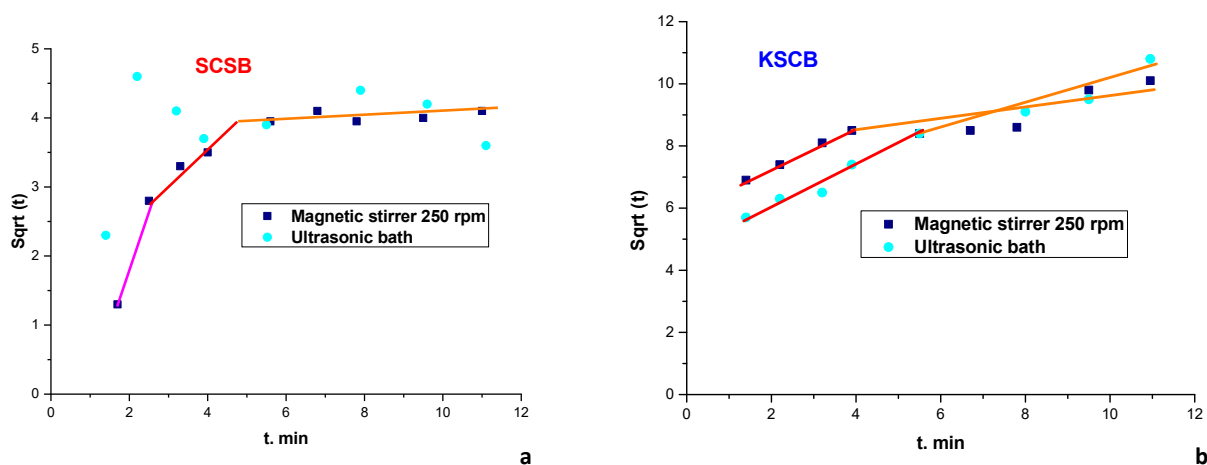 SCSB
5
4
3
2
1
0
0 2 4 6 8 10 12
Sqrt (t)
t. min
Magnetic stirrer 250 rpm
Ultrasonic bath
a
KSCB
12
10
8
6
4
2
0
0 2 4 6 8 10 12
Sqrt (t)
t. min
Magnetic stirrer 250 rpm
Ultrasonic bath
b